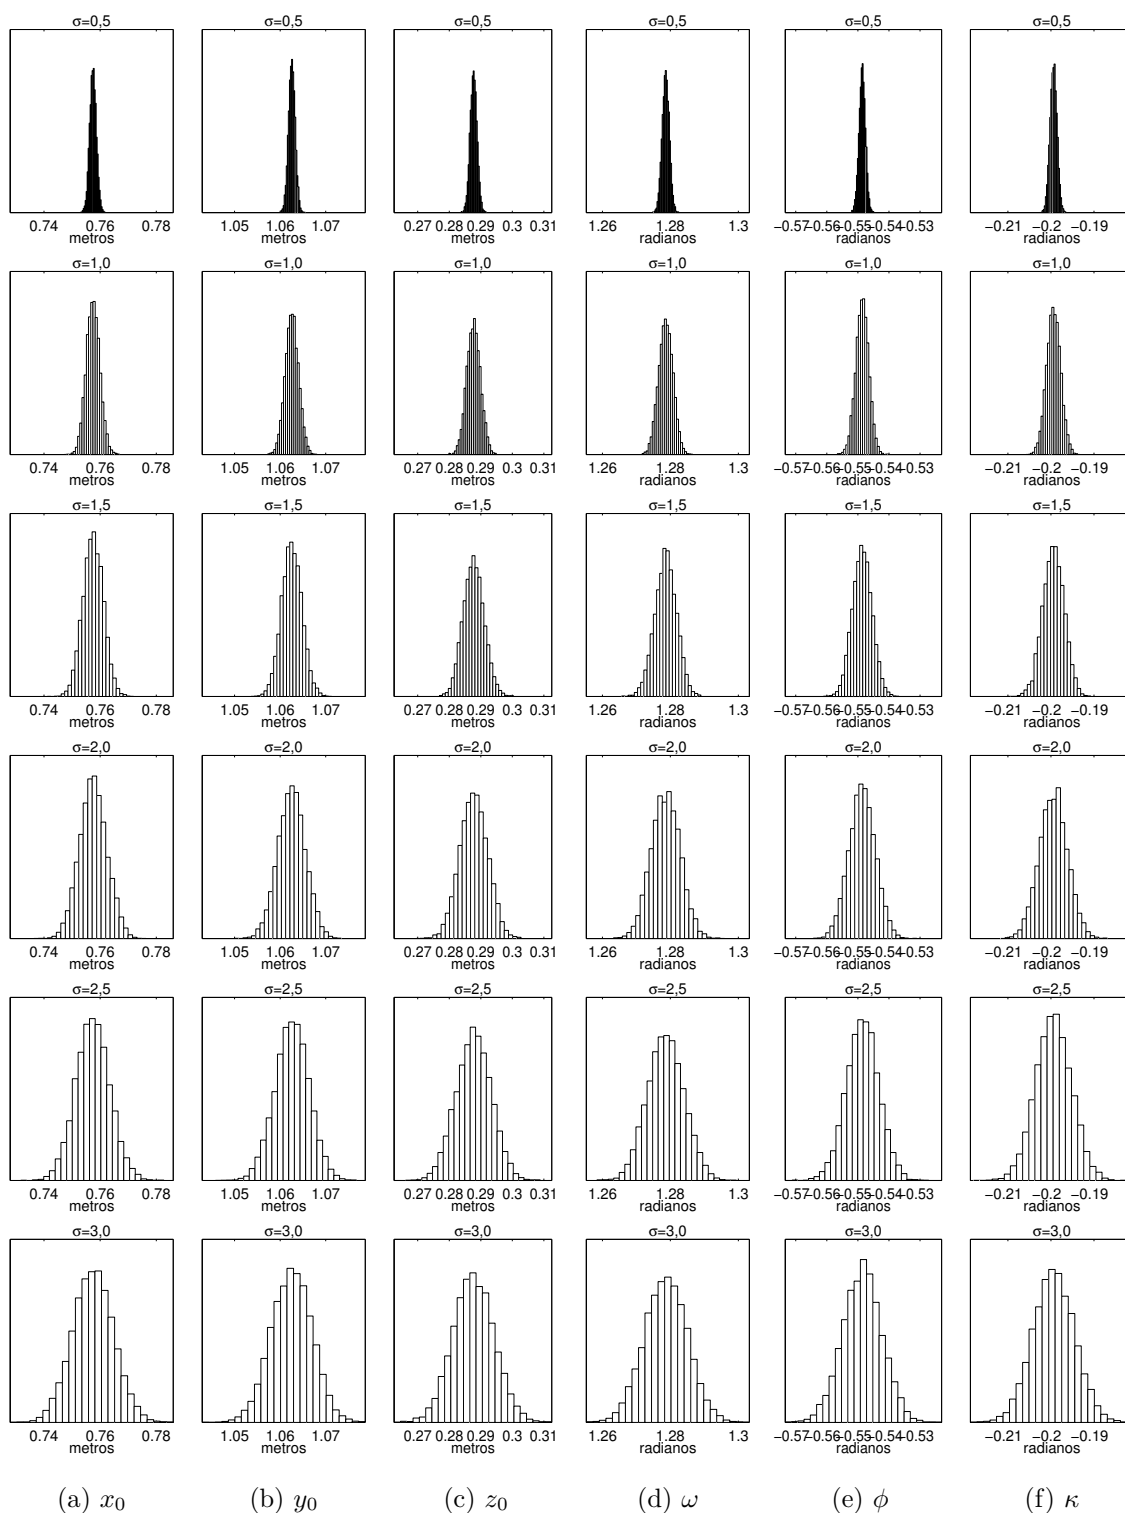 σ=0,5 σ=0,5 σ=0,5 σ=0,5 σ=0,5 σ=0,5
0.74 0.76 0.78 1.05 1.06 1.07 0.27 0.28 0.29 0.3 0.31 1.26 1.28 1.3 −0.57 −0.56 −0.55 −0.54 −0.53 −0.21 −0.2 −0.19
metros metros metros radianos radianos radianos
σ=1,0 σ=1,0 σ=1,0 σ=1,0 σ=1,0 σ=1,0
0.74 0.76 0.78 1.05 1.06 1.07 0.27 0.28 0.29 0.3 0.31 1.26 1.28 1.3 −0.57 −0.56 −0.55 −0.54 −0.53 −0.21 −0.2 −0.19
metros metros metros radianos radianos radianos
σ=1,5 σ=1,5 σ=1,5 σ=1,5 σ=1,5 σ=1,5
0.74 0.76 0.78 1.05 1.06 1.07 0.27 0.28 0.29 0.3 0.31 1.26 1.28 1.3 −0.57 −0.56 −0.55 −0.54 −0.53 −0.21 −0.2 −0.19
metros metros metros radianos radianos radianos
σ=2,0 σ=2,0 σ=2,0 σ=2,0 σ=2,0 σ=2,0
0.74 0.76 0.78 1.05 1.06 1.07 0.27 0.28 0.29 0.3 0.31 1.26 1.28 1.3 −0.57 −0.56 −0.55 −0.54 −0.53 −0.21 −0.2 −0.19
metros metros metros radianos radianos radianos
σ=2,5 σ=2,5 σ=2,5 σ=2,5 σ=2,5 σ=2,5
0.74 0.76 0.78 1.05 1.06 1.07 0.27 0.28 0.29 0.3 0.31 1.26 1.28 1.3 −0.57 −0.56 −0.55 −0.54 −0.53 −0.21 −0.2 −0.19
metros metros metros radianos radianos radianos
σ=3,0 σ=3,0 σ=3,0 σ=3,0 σ=3,0 σ=3,0
0.74 0.76 0.78 1.05 1.06 1.07 0.27 0.28 0.29 0.3 0.31 1.26 1.28 1.3 −0.57 −0.56 −0.55 −0.54 −0.53 −0.21 −0.2 −0.19
metros metros metros radianos radianos radianos
(a) x₀ (b) y₀ (c) z₀ (d) ω (e) ϕ (f) κ